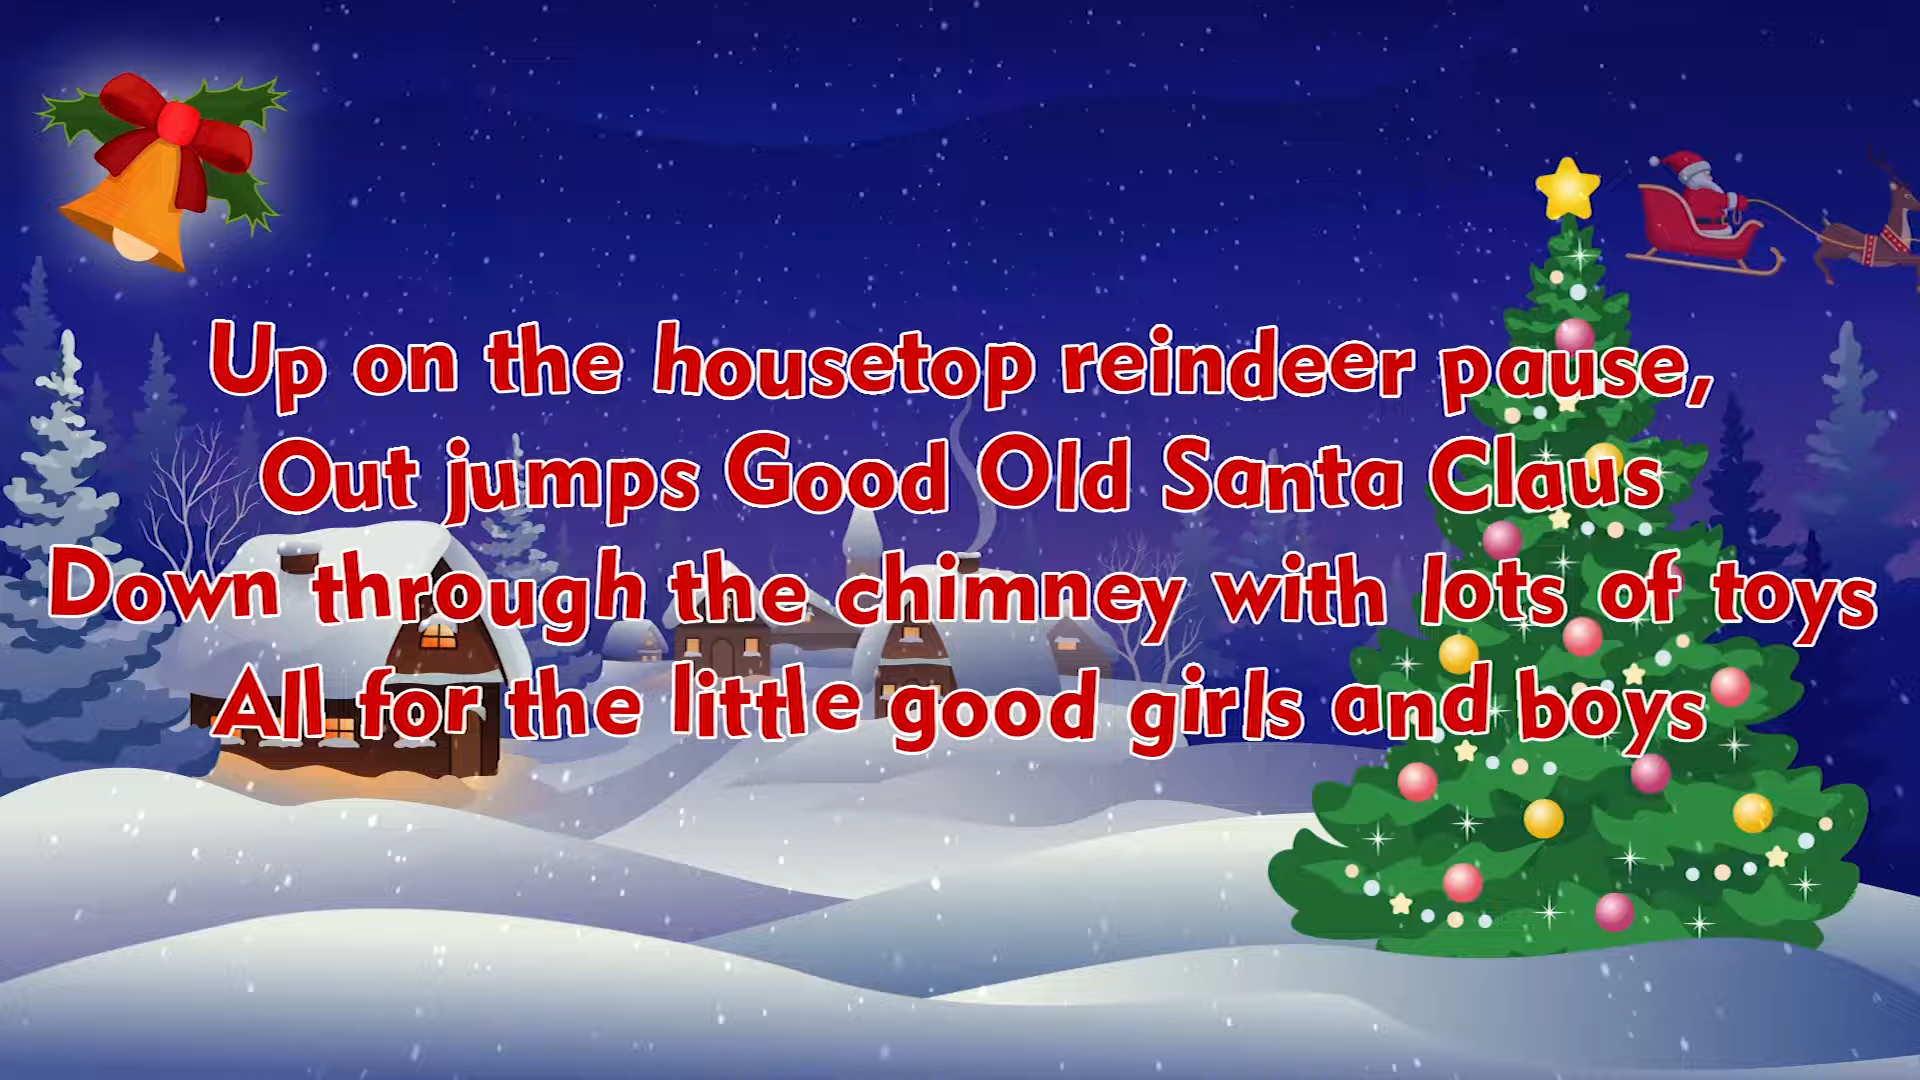 Up on the housetop reindeer pause,
Out jumps Good Old Santa Claus
Down through the chimney with lots of toys
All for the little good girls and boys